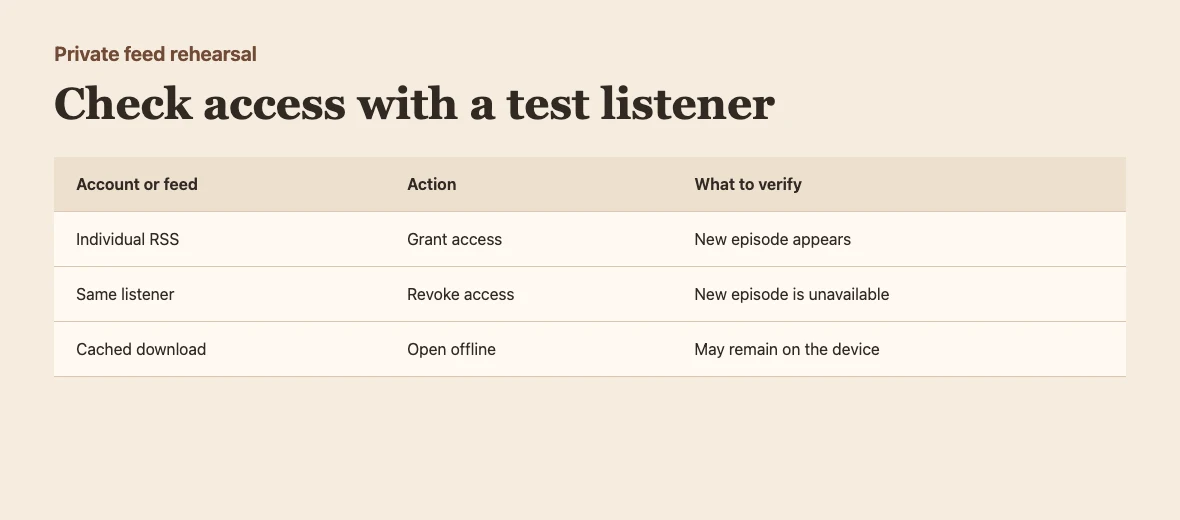 Private feed rehearsal
Check access with a test listener
Account or feed Action What to verify
Individual RSS Grant access New episode appears
Same listener Revoke access New episode is unavailable
Cached download Open offline May remain on the device